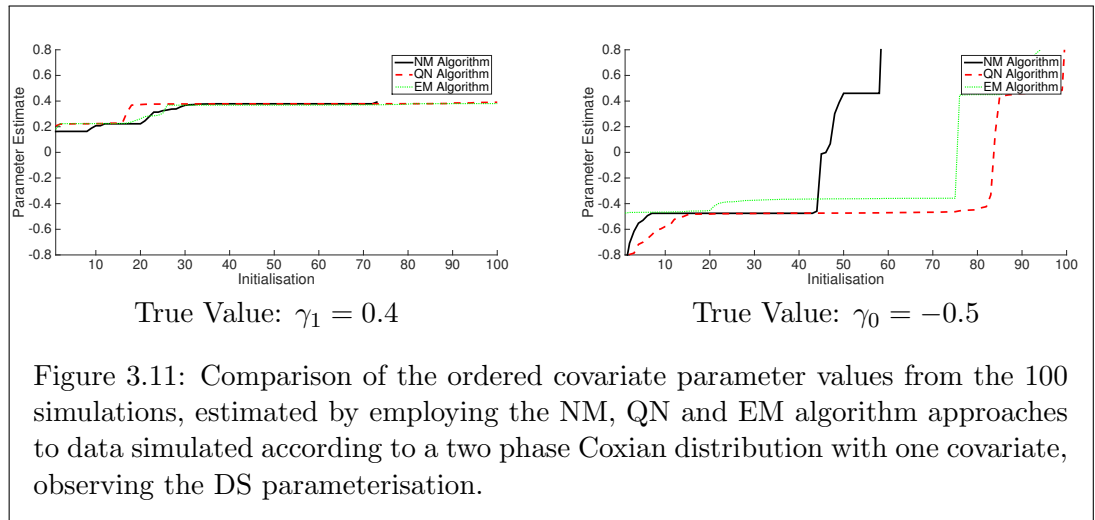 0.8
0.6
0.4
0.2
0
-0.2
-0.4
-0.6
-0.8
Parameter Estimate
10 20 30 40 50 60 70 80 90 100
Initialisation
NM Algorithm
QN Algorithm
EM Algorithm
True Value: γ₁ = 0.4
0.8
0.6
0.4
0.2
0
-0.2
-0.4
-0.6
-0.8
Parameter Estimate
10 20 30 40 50 60 70 80 90 100
Initialisation
NM Algorithm
QN Algorithm
EM Algorithm
True Value: γ₀ = −0.5
Figure 3.11: Comparison of the ordered covariate parameter values from the 100
simulations, estimated by employing the NM, QN and EM algorithm approaches
to data simulated according to a two phase Coxian distribution with one covariate,
observing the DS parameterisation.